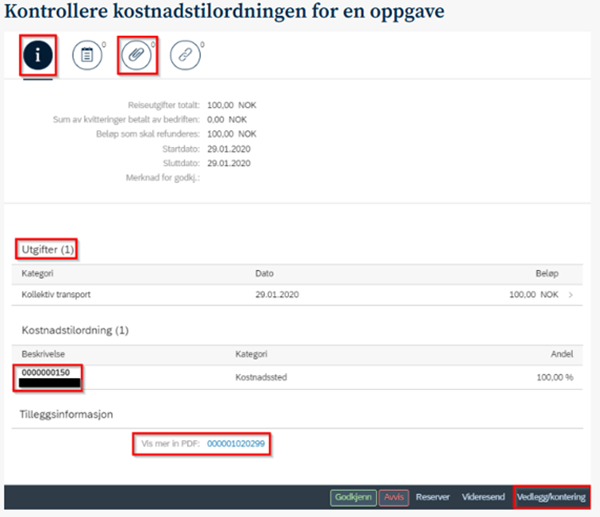 Kontrollere kostnadstilordningen for en oppgave
i 0 0 0
Reiseutgifter totalt: 100,00 NOK
Sum av kvitteringer betalt av bedriften: 0.00 NOK
Beløp som skal refunderes: 100,00 NOK
Startdato: 29.01.2020
Sluttdato: 29.01.2020
Merknad for godkj.:
Utgifter (1)
Kategori Dato Beløp
Kollektiv transport 29.01.2020 100,00 NOK
Kostnadstilordning (1)
Beskrivelse Kategori Andel
0000000150 Kostnadssted 100,00 %
Tilleggsinformasjon
Vis mer in PDF: 000001020299
Godkjenn Avvis Reserver Videresend Vedlegg/kontering